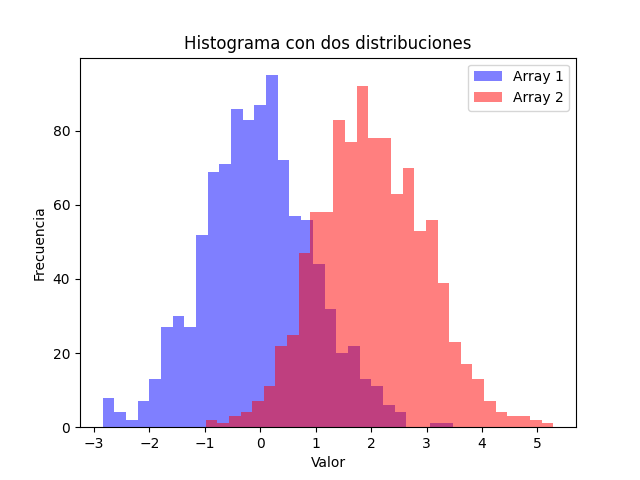 Histograma con dos distribuciones
Array 1
Array 2
Frecuencia
80
60
40
20
0
−3
−2
−1
0
1
2
3
4
5
Valor